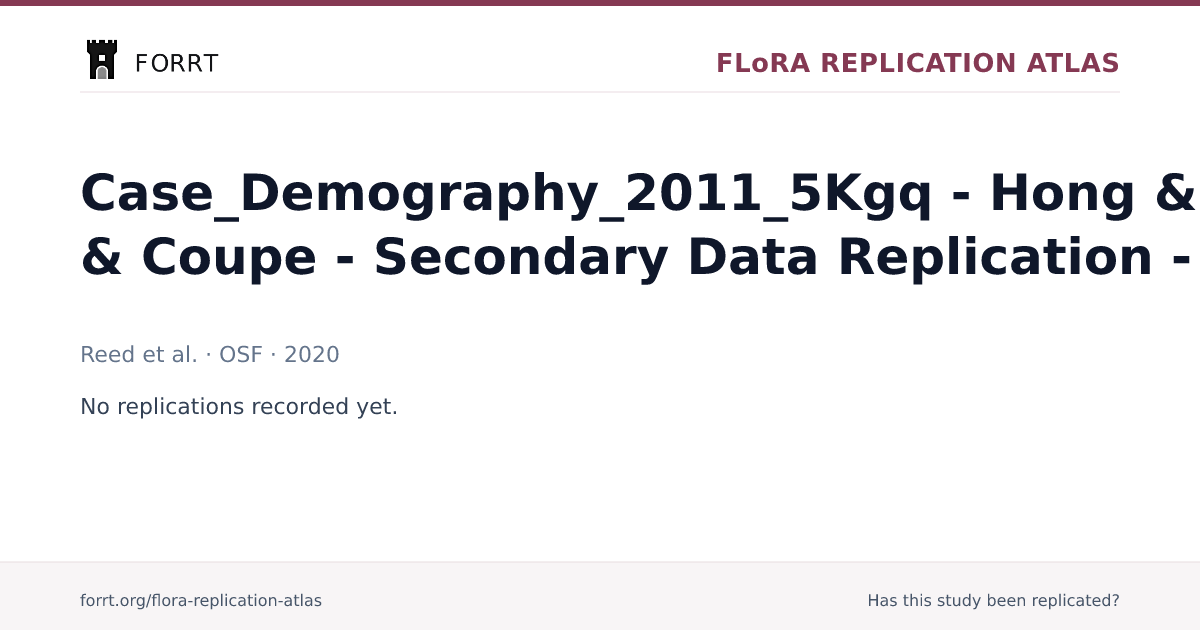 FORRT
FLoRA REPLICATION ATLAS
Case_Demography_2011_5Kgq - Hong &
& Coupe - Secondary Data Replication -
Reed et al. · OSF · 2020
No replications recorded yet.
forrt.org/flora-replication-atlas
Has this study been replicated?